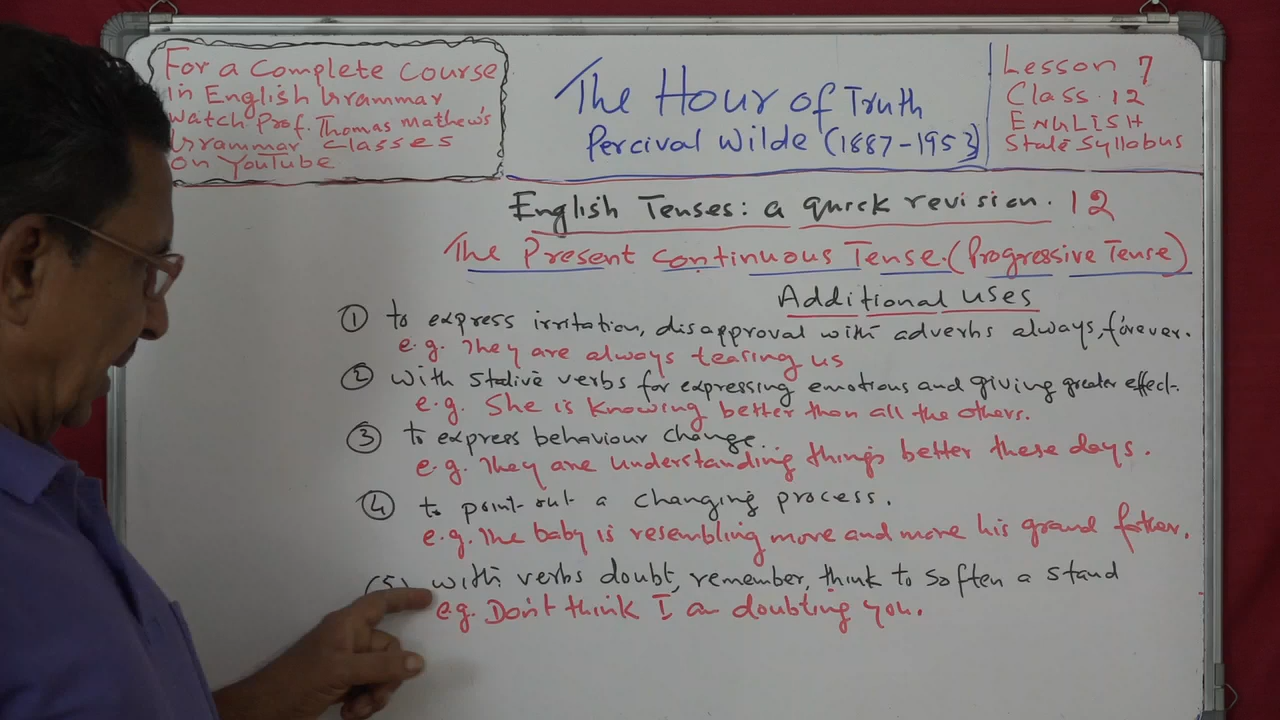 For a Complete Course
in English Grammar
watch Prof. Thomas Mathew's
Grammar Classes
on YouTube
The Hour of Truth
Percival Wilde (1887-1953)
Lesson 7
Class. 12
ENGLISH
State Syllabus
English Tenses: a quick revision. 12
The Present Continuous Tense. (Progressive Tense)
Additional uses
① to express irritation, disapproval with adverbs always, forever.
e.g. They are always teasing us
② with stative verbs for expressing emotions and giving greater effect.
e.g. She is knowing better than all the others.
③ to express behaviour change.
e.g. They are understanding things better these days.
④ to point out a changing process.
e.g. The baby is resembling more and more his grand father.
(5) with verbs doubt, remember, think to soften a stand
e.g. Don't think I am doubting you.